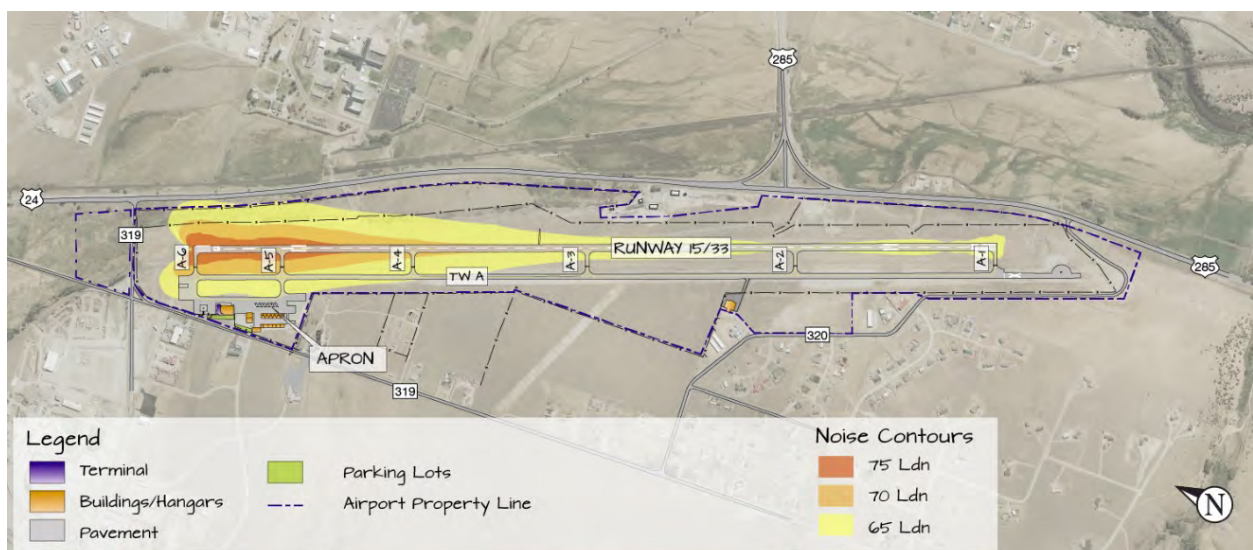 285
24
319
A-6
A-5
A-4
A-3
RUNWAY 15/33
A-2
A-1
TW A
285
320
APRON
319
Legend
Terminal
Buildings/Hangars
Pavement
Parking Lots
Airport Property Line
Noise Contours
75 Ldn
70 Ldn
65 Ldn
N